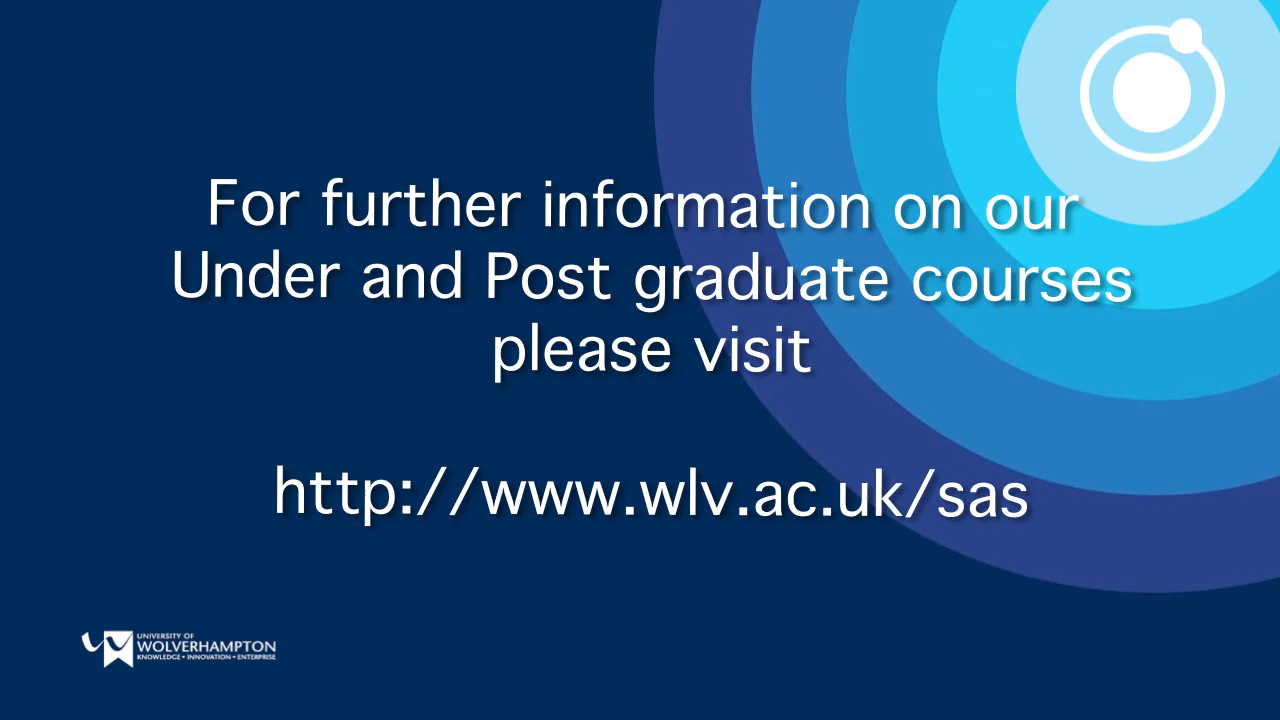 For further information on our
Under and Post graduate courses
please visit
http://www.wlv.ac.uk/sas
UNIVERSITY OF
WOLVERHAMPTON
KNOWLEDGE • INNOVATION • ENTERPRISE